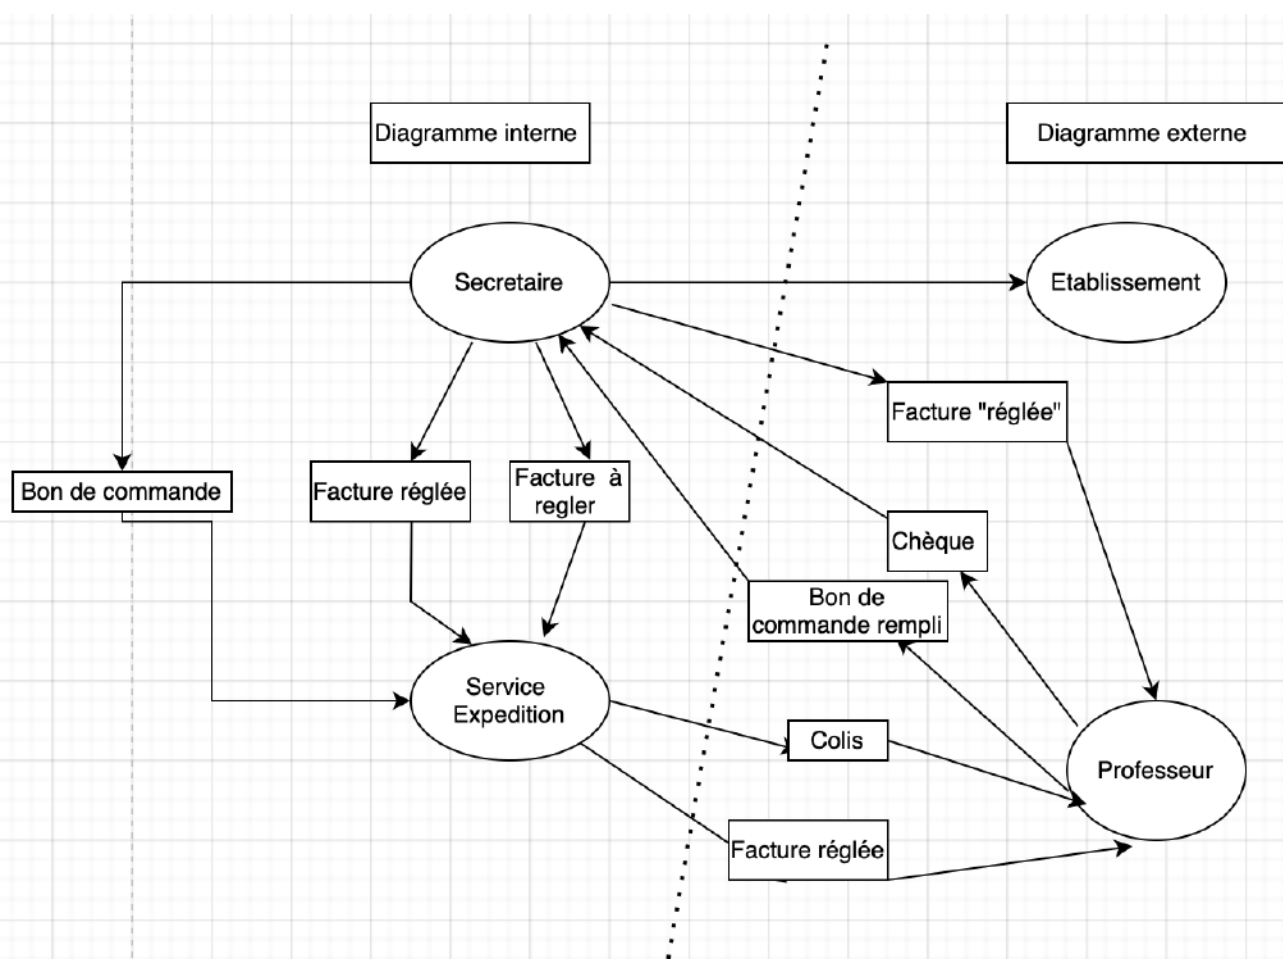 Diagramme interne
Diagramme externe
Secretaire
Etablissement
Facture "réglée"
Bon de commande
Facture réglée
Facture à
regler
Chèque
Bon de
commande rempli
Service
Expedition
Colis
Professeur
Facture réglée